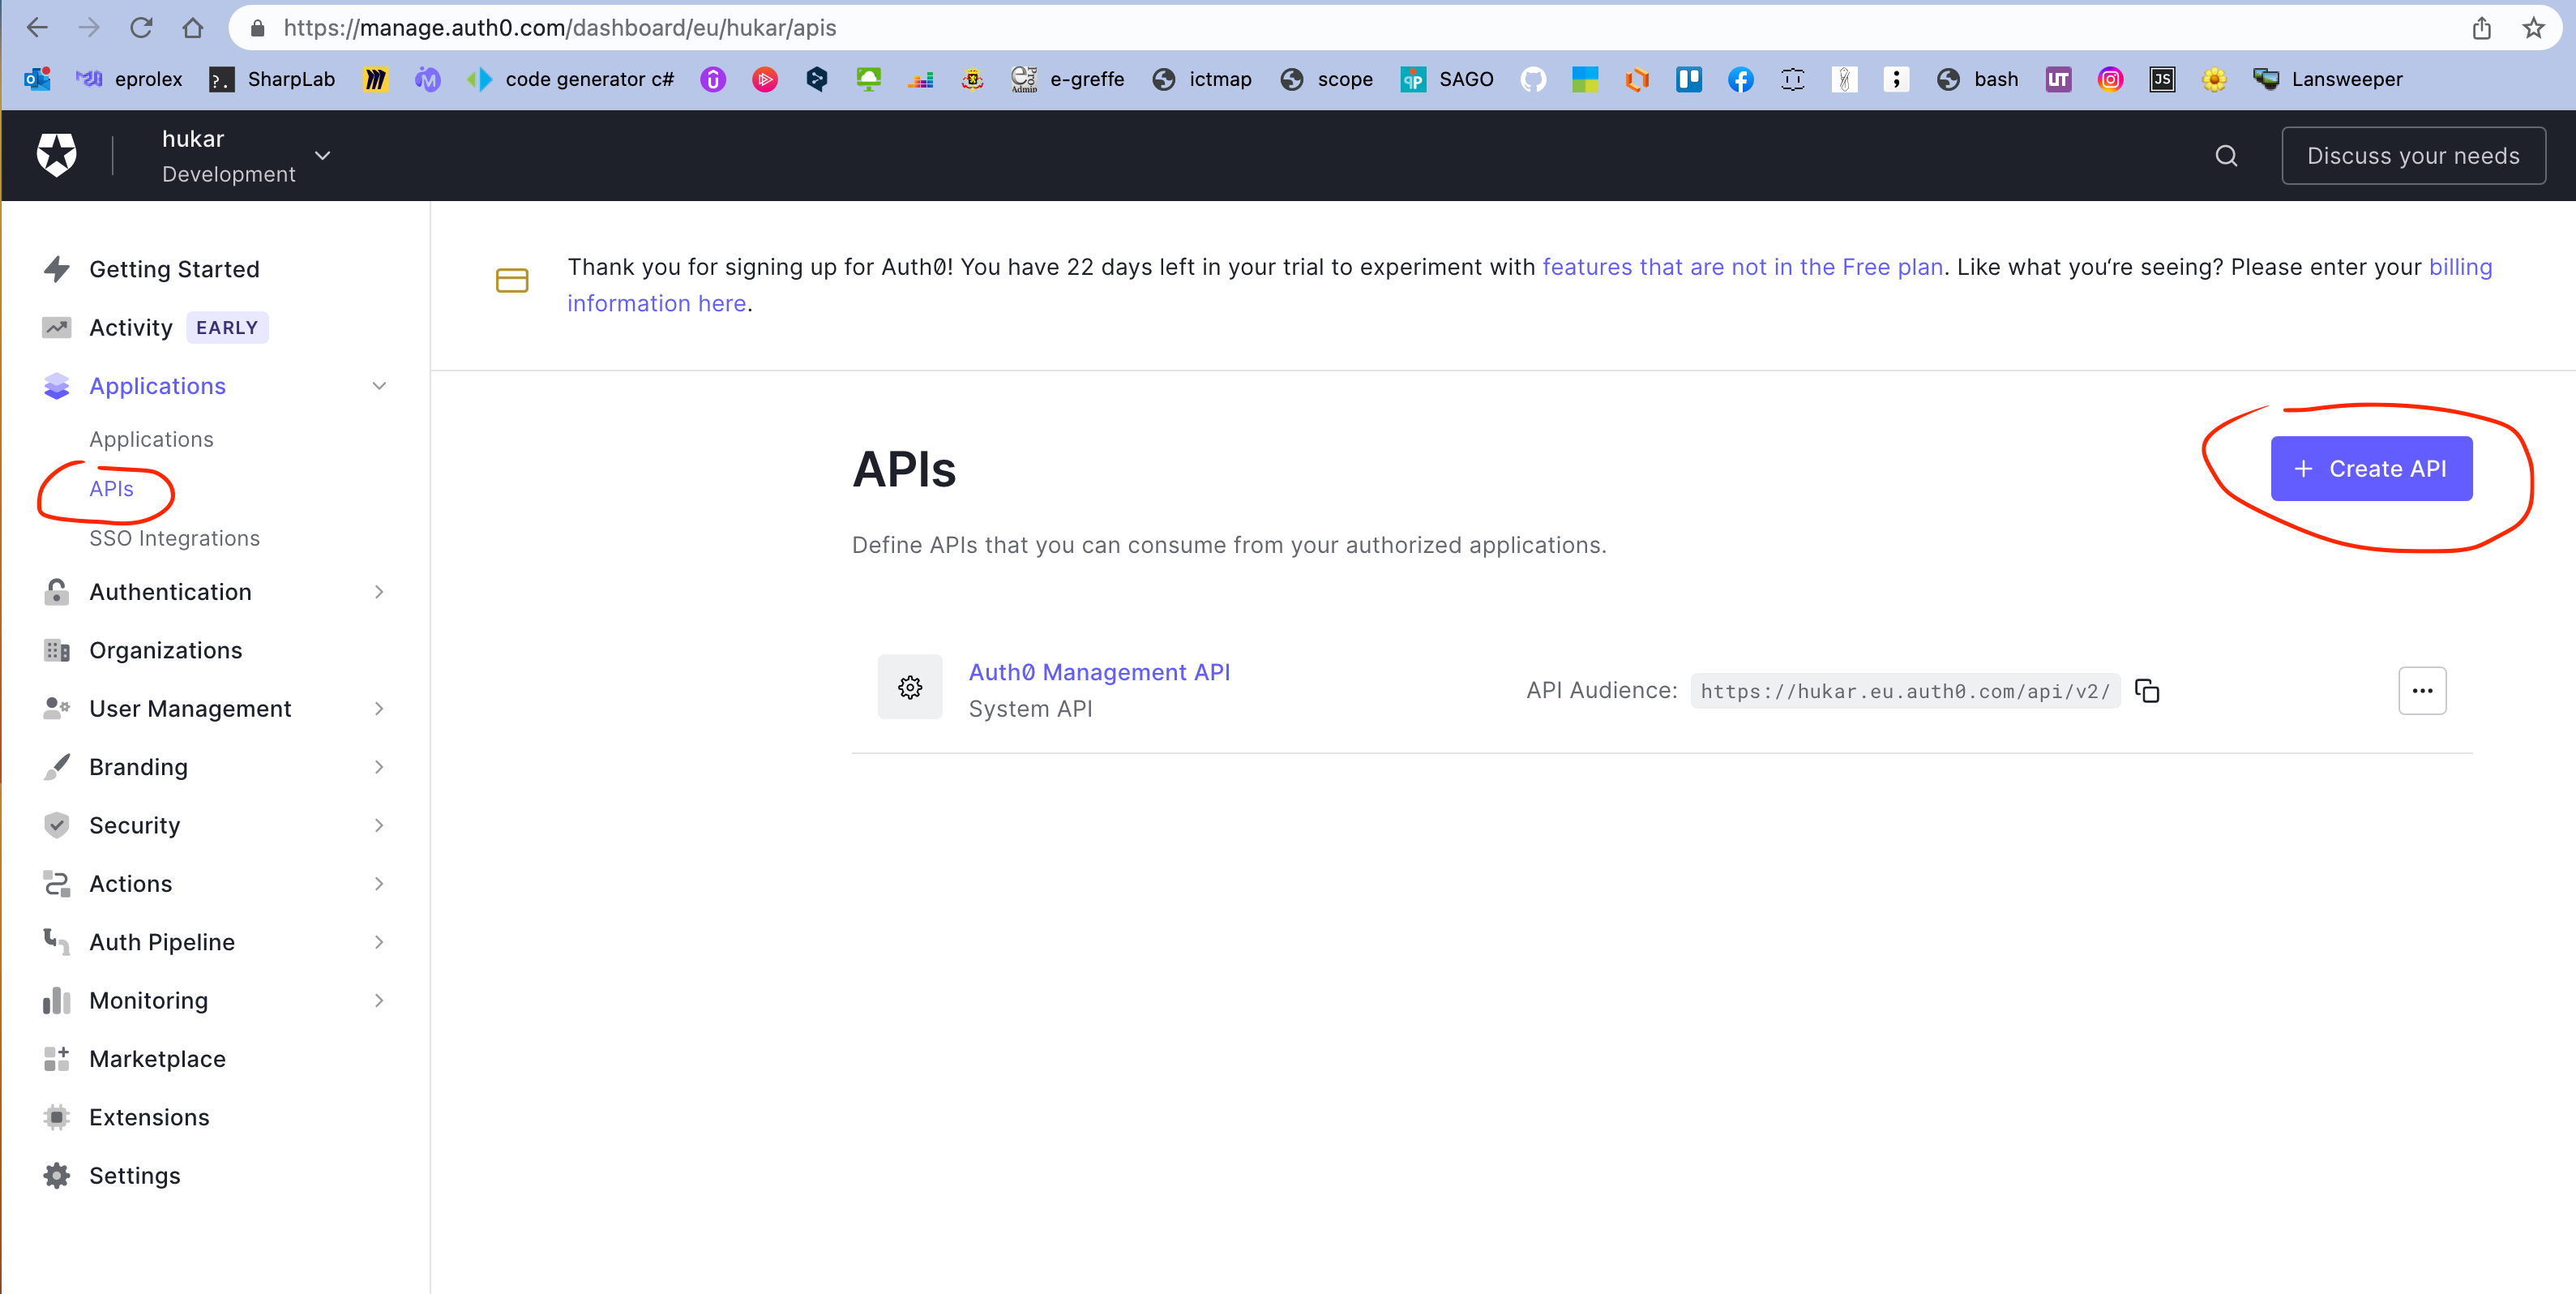 https://manage.auth0.com/dashboard/eu/hukar/apis
eprolex SharpLab code generator c# e-greffe ictmap scope SAGO bash UT JS Lansweeper
hukar
Development
Discuss your needs
Getting Started
Activity EARLY
Applications
Applications
APIs
SSO Integrations
Authentication
Organizations
User Management
Branding
Security
Actions
Auth Pipeline
Monitoring
Marketplace
Extensions
Settings
Thank you for signing up for Auth0! You have 22 days left in your trial to experiment with features that are not in the Free plan. Like what you‘re seeing? Please enter your billing
information here.
APIs
+ Create API
Define APIs that you can consume from your authorized applications.
Auth0 Management API
System API
API Audience: https://hukar.eu.auth0.com/api/v2/